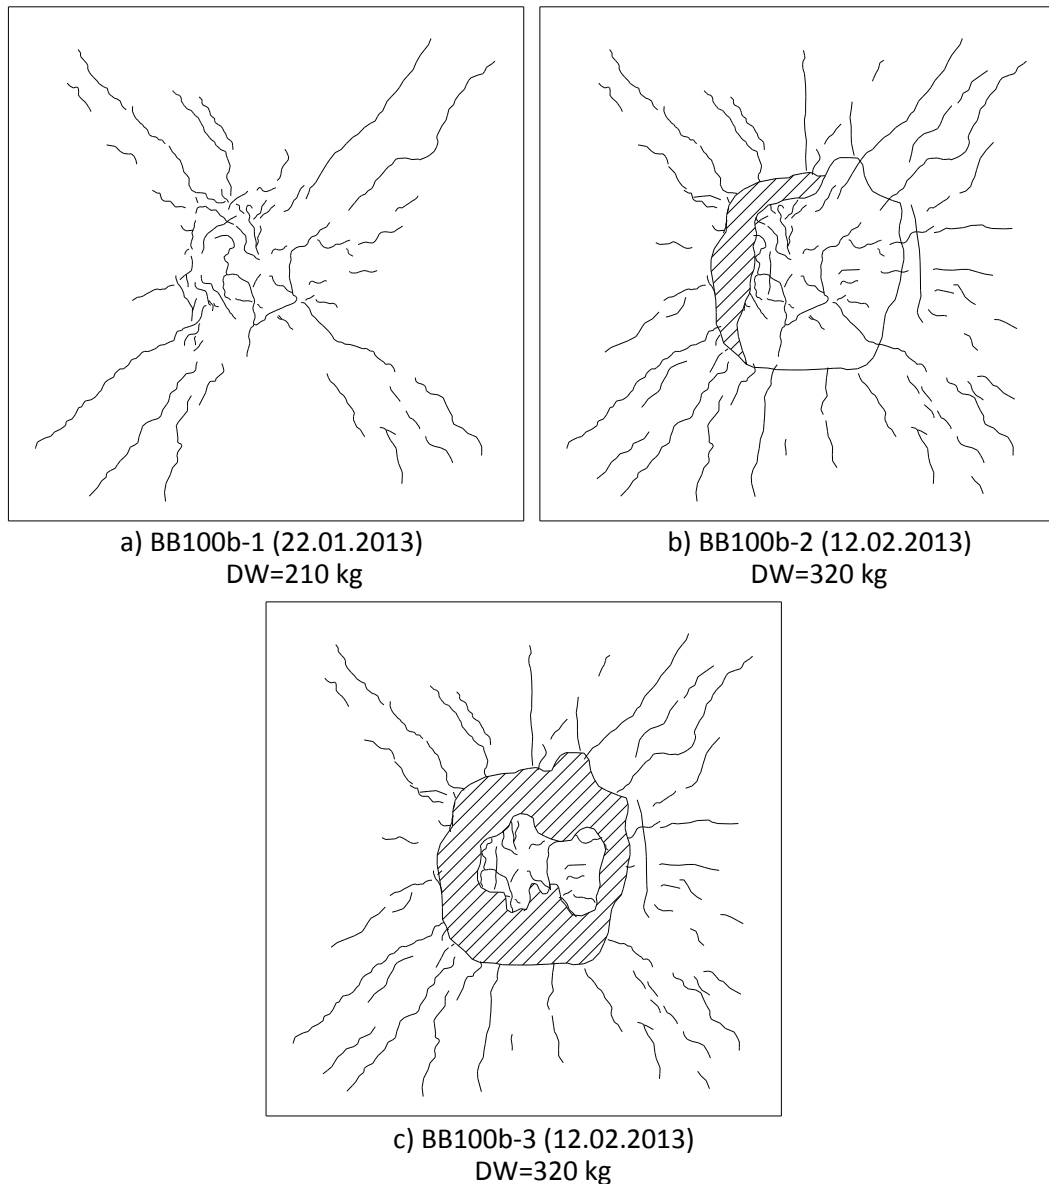 a) BB100b-1 (22.01.2013)
DW=210 kg
b) BB100b-2 (12.02.2013)
DW=320 kg
c) BB100b-3 (12.02.2013)
DW=320 kg